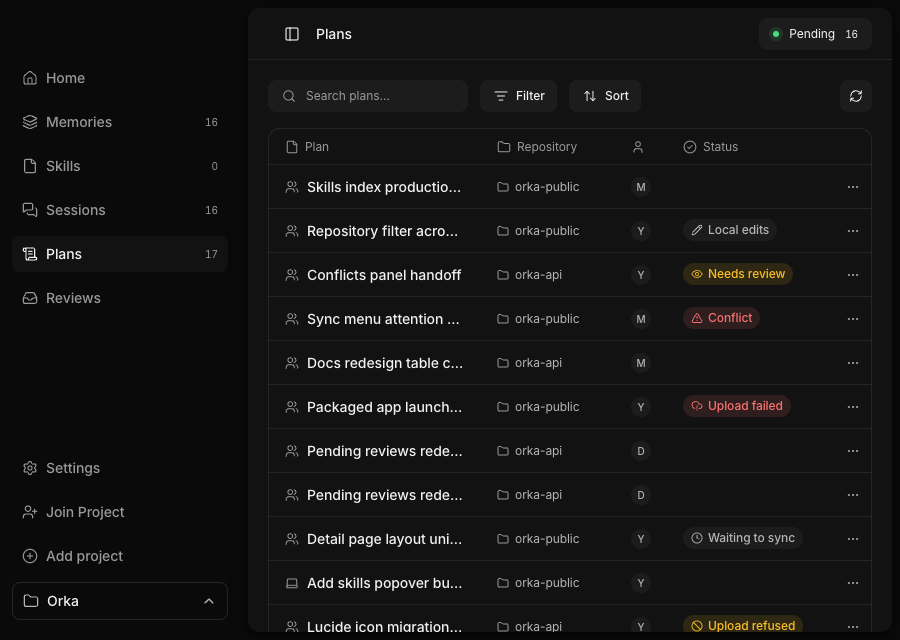 Plans
Pending 16
Home
Memories 16
Skills 0
Sessions 16
Plans 17
Reviews
Settings
Join Project
Add project
Orka
Search plans...
Filter
Sort
Plan Repository Status
Skills index productio... orka-public M
Repository filter acro... orka-public Y Local edits
Conflicts panel handoff orka-api Y Needs review
Sync menu attention ... orka-public M Conflict
Docs redesign table c... orka-api M
Packaged app launch... orka-public Y Upload failed
Pending reviews rede... orka-api D
Pending reviews rede... orka-api D
Detail page layout uni... orka-public Y Waiting to sync
Add skills popover bu... orka-public Y
Lucide icon migration... orka-api Y Upload refused